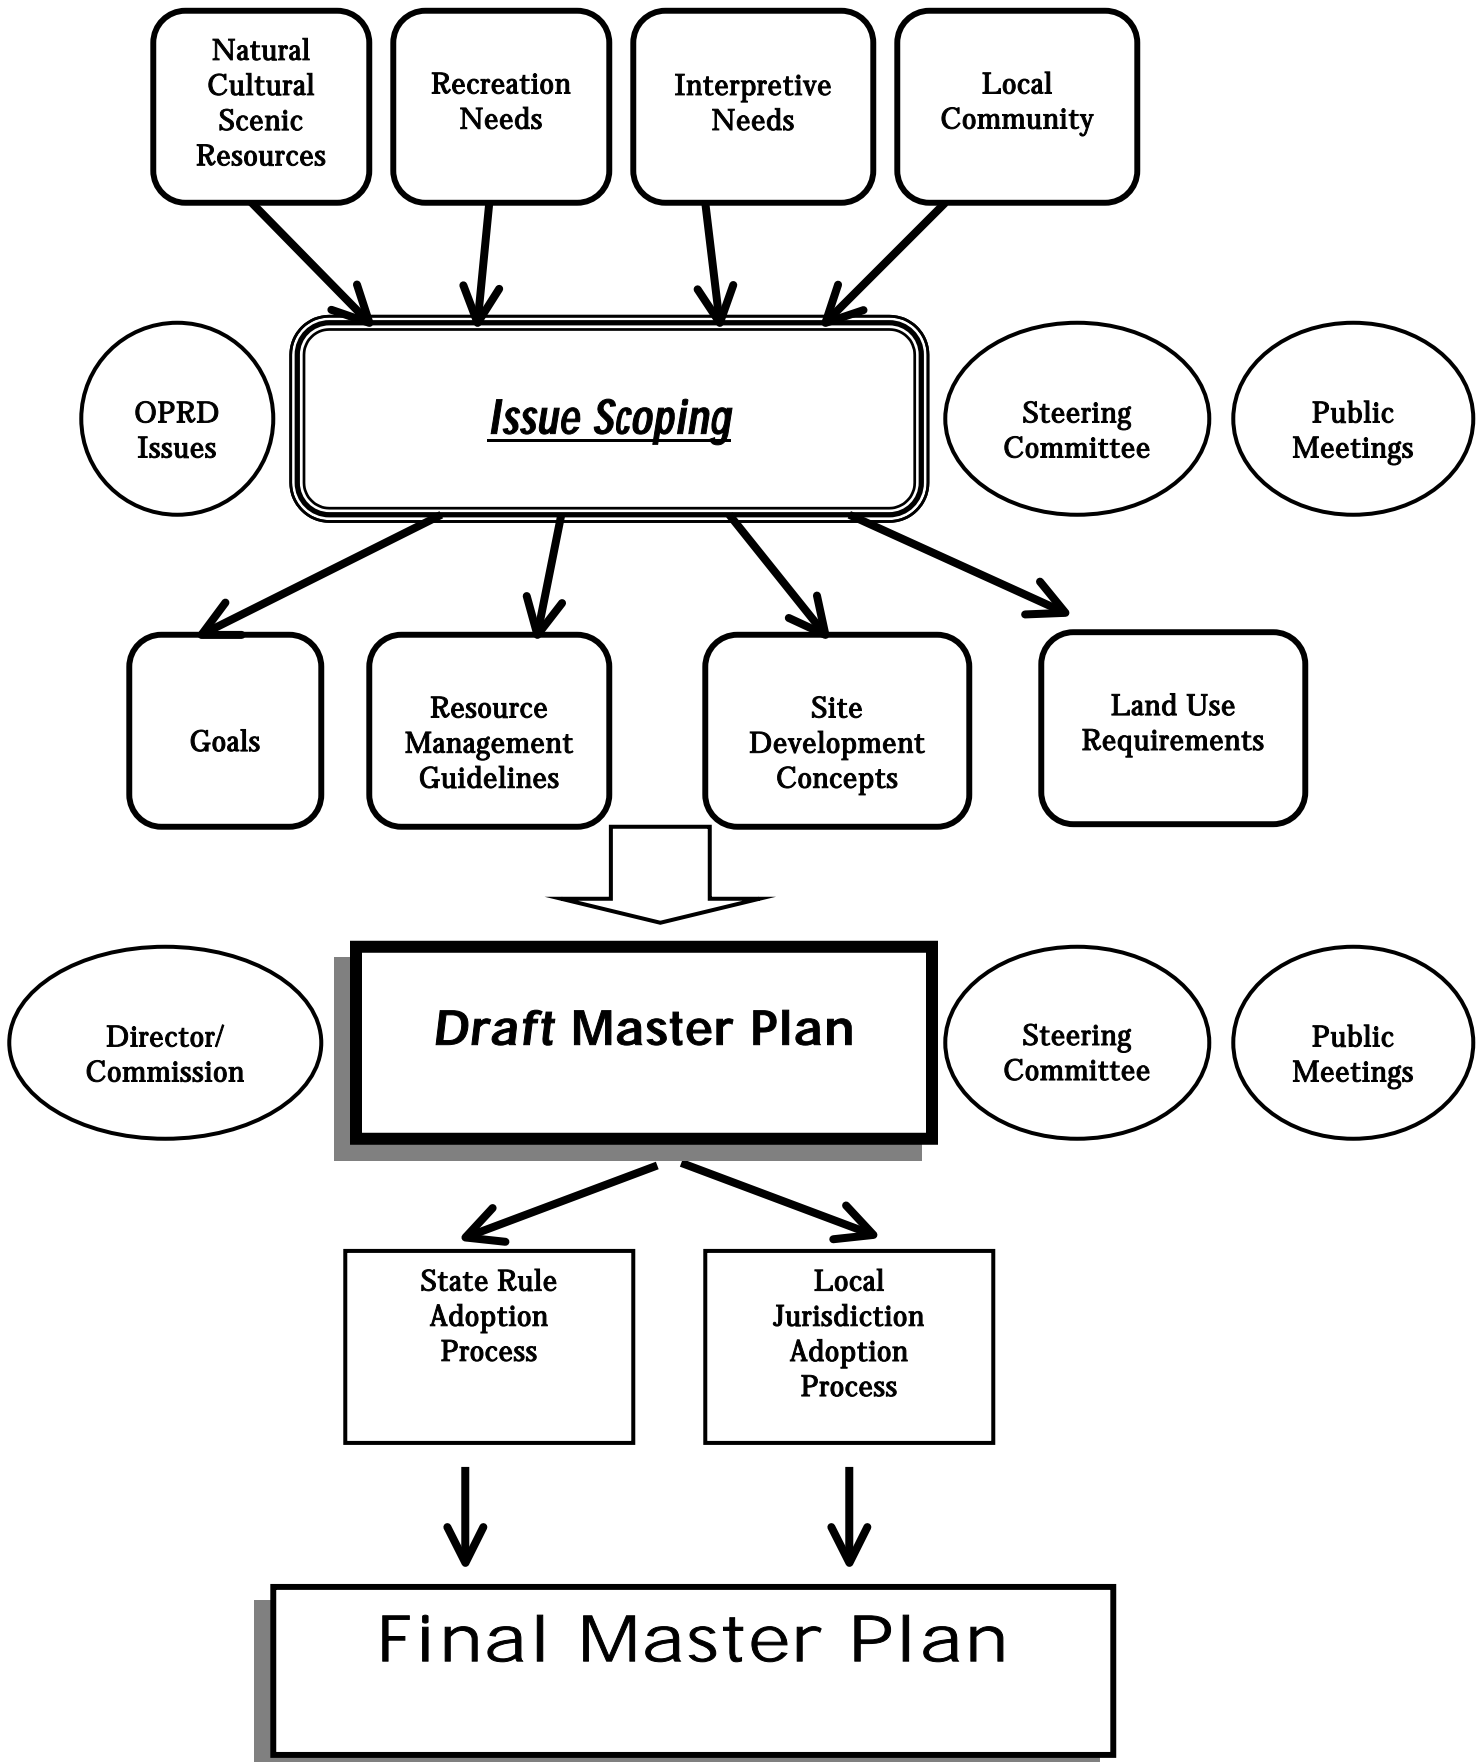 Natural
Cultural
Scenic
Resources
Recreation
Needs
Interpretive
Needs
Local
Community
OPRD
Issues
Issue Scoping
Steering
Committee
Public
Meetings
Goals
Resource
Management
Guidelines
Site
Development
Concepts
Land Use
Requirements
Director/
Commission
Draft Master Plan
Steering
Committee
Public
Meetings
State Rule
Adoption
Process
Local
Jurisdiction
Adoption
Process
Final Master Plan